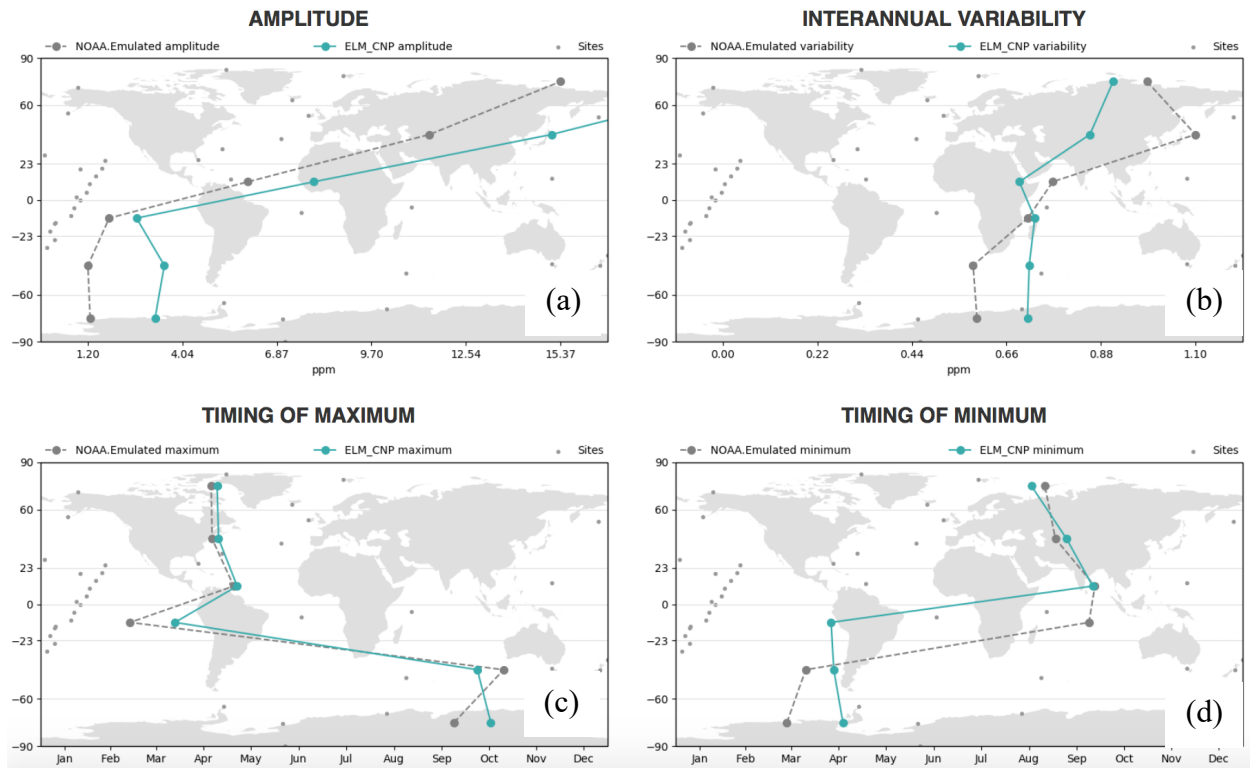 AMPLITUDE
NOAA.Emulated amplitude ELM_CNP amplitude Sites
90
60
23
0
−23
−60
−90
1.20 4.04 6.87 9.70 12.54 15.37
ppm
(a)
INTERANNUAL VARIABILITY
NOAA.Emulated variability ELM_CNP variability Sites
90
60
23
0
−23
−60
−90
0.00 0.22 0.44 0.66 0.88 1.10
ppm
(b)
TIMING OF MAXIMUM
NOAA.Emulated maximum ELM_CNP maximum Sites
90
60
23
0
−23
−60
−90
Jan Feb Mar Apr May Jun Jul Aug Sep Oct Nov Dec
(c)
TIMING OF MINIMUM
NOAA.Emulated minimum ELM_CNP minimum Sites
90
60
23
0
−23
−60
−90
Jan Feb Mar Apr May Jun Jul Aug Sep Oct Nov Dec
(d)